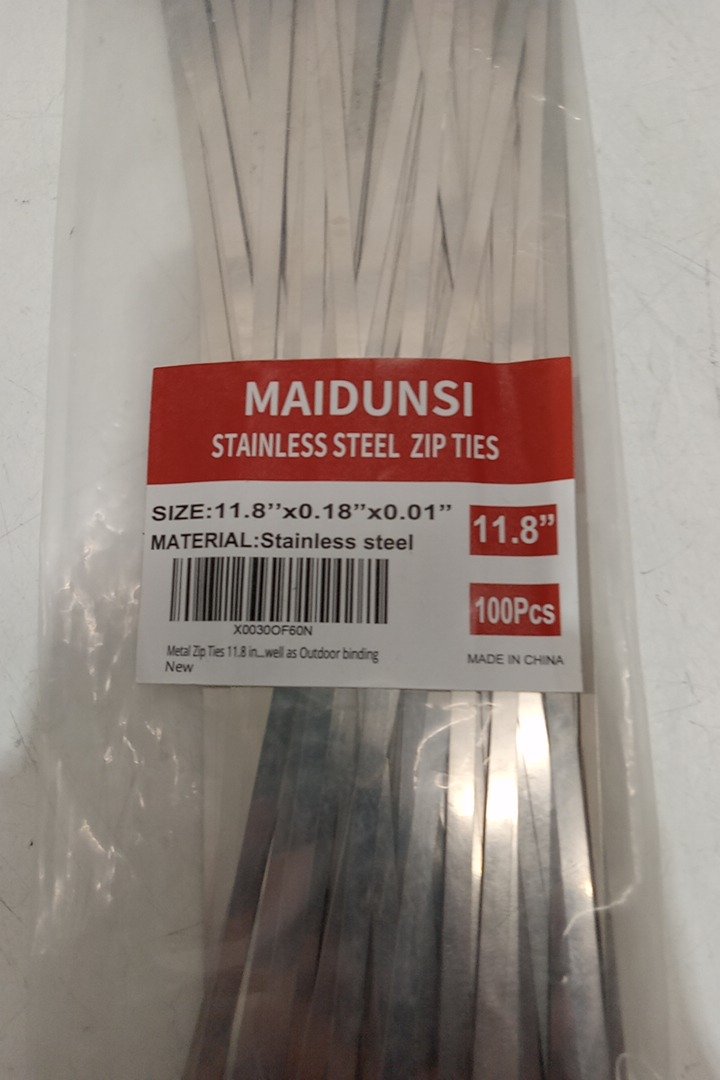 MAIDUNSI
STAINLESS STEEL ZIP TIES
SIZE:11.8’’x0.18”x0.01”
11.8”
MATERIAL:Stainless steel
100Pcs
X0030OF60N
Metal Zip Ties 11.8 in...well as Outdoor binding
New
MADE IN CHINA